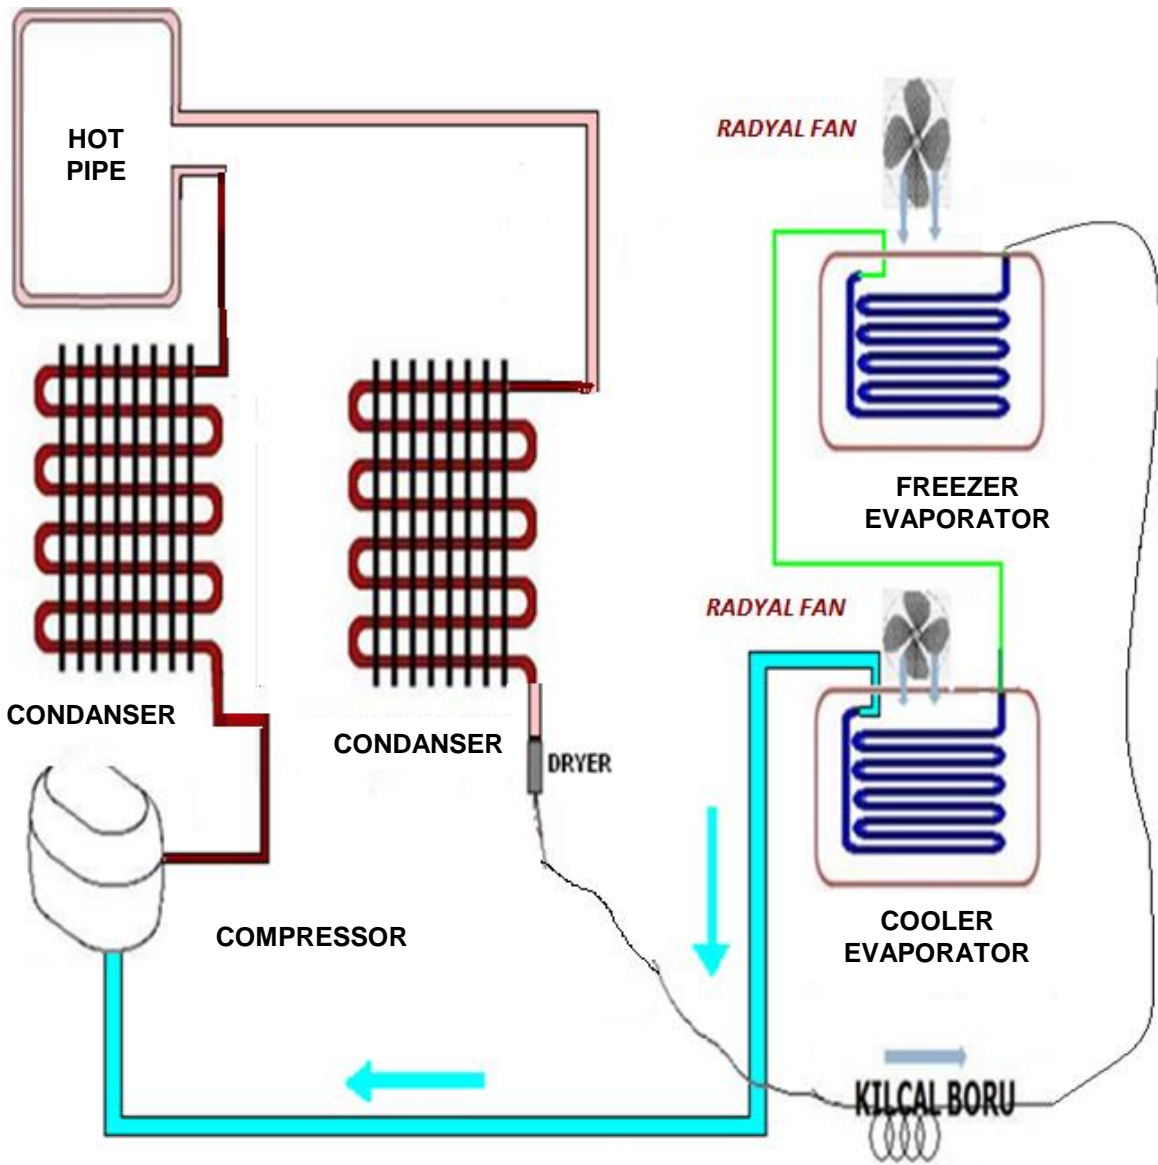 HOT
PIPE
RADYAL FAN
FREEZER
EVAPORATOR
RADYAL FAN
CONDANSER
CONDANSER
DRYER
COMPRESSOR
COOLER
EVAPORATOR
KILCAL BORU